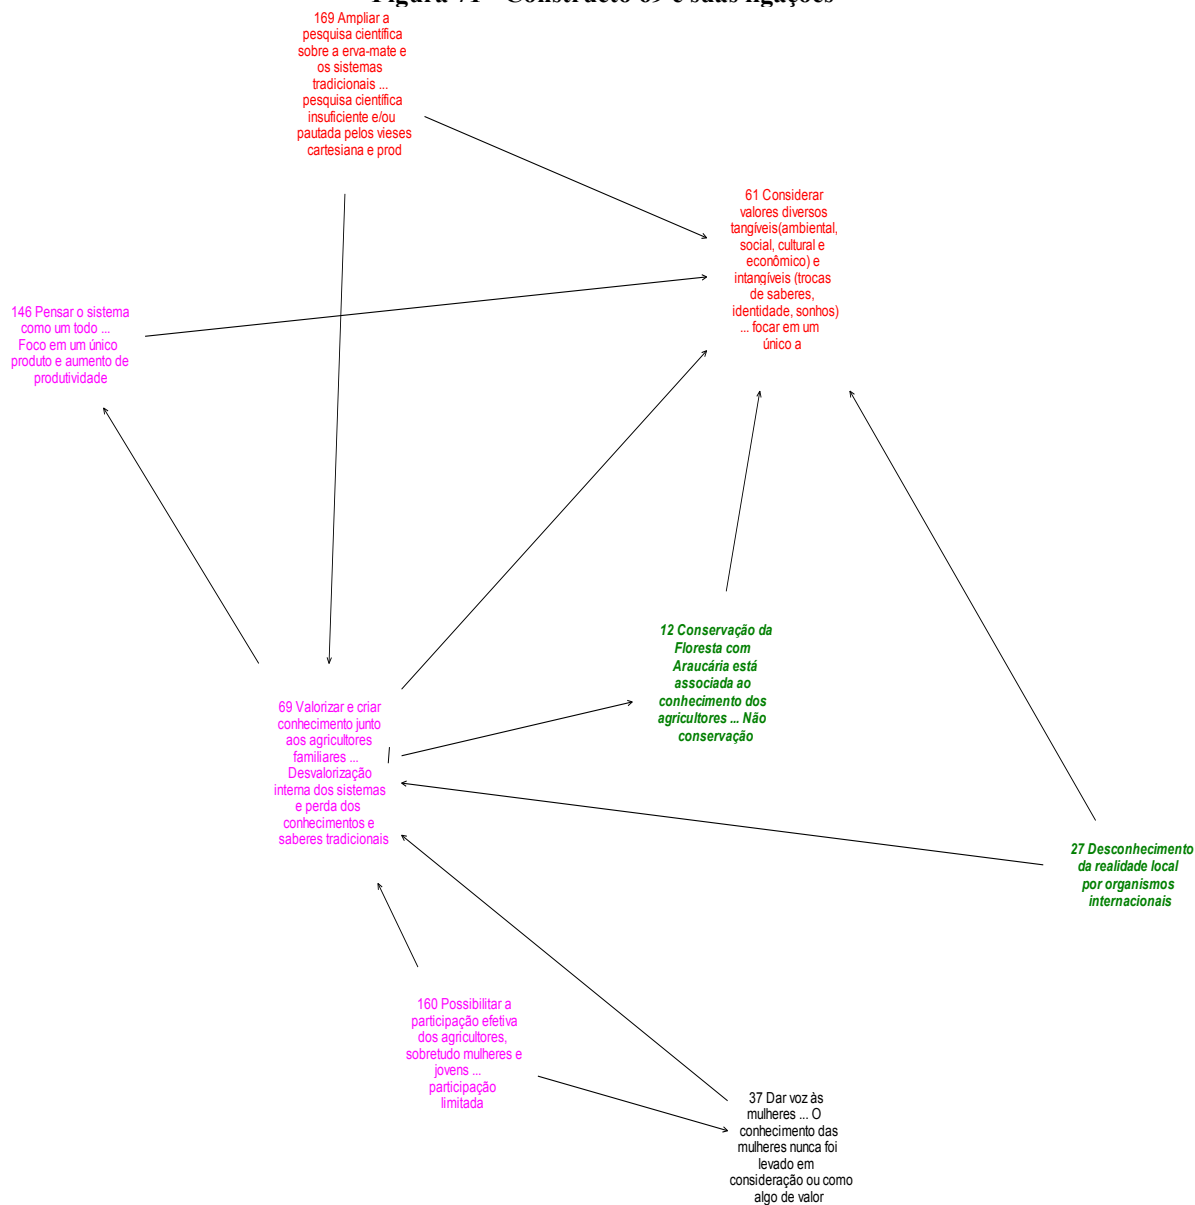 Figura 71 – Constructo 69 e suas ligações
169 Ampliar a
pesquisa científica
sobre a erva-mate e
os sistemas
tradicionais ...
pesquisa científica
insuficiente e/ou
pautada pelos vieses
cartesiana e prod
61 Considerar
valores diversos
tangíveis(ambiental,
social, cultural e
econômico) e
intangíveis (trocas
de saberes,
identidade, sonhos)
... focar em um
único a
146 Pensar o sistema
como um todo ...
Foco em um único
produto e aumento de
produtividade
12 Conservação da
Floresta com
Araucária está
associada ao
conhecimento dos
agricultores ... Não
conservação
69 Valorizar e criar
conhecimento junto
aos agricultores
familiares ...
Desvalorização
interna dos sistemas
e perda dos
conhecimentos e
saberes tradicionais
27 Desconhecimento
da realidade local
por organismos
internacionais
160 Possibilitar a
participação efetiva
dos agricultores,
sobretudo mulheres e
jovens ...
participação
limitada
37 Dar voz às
mulheres ... O
conhecimento das
mulheres nunca foi
levado em
consideração ou como
algo de valor